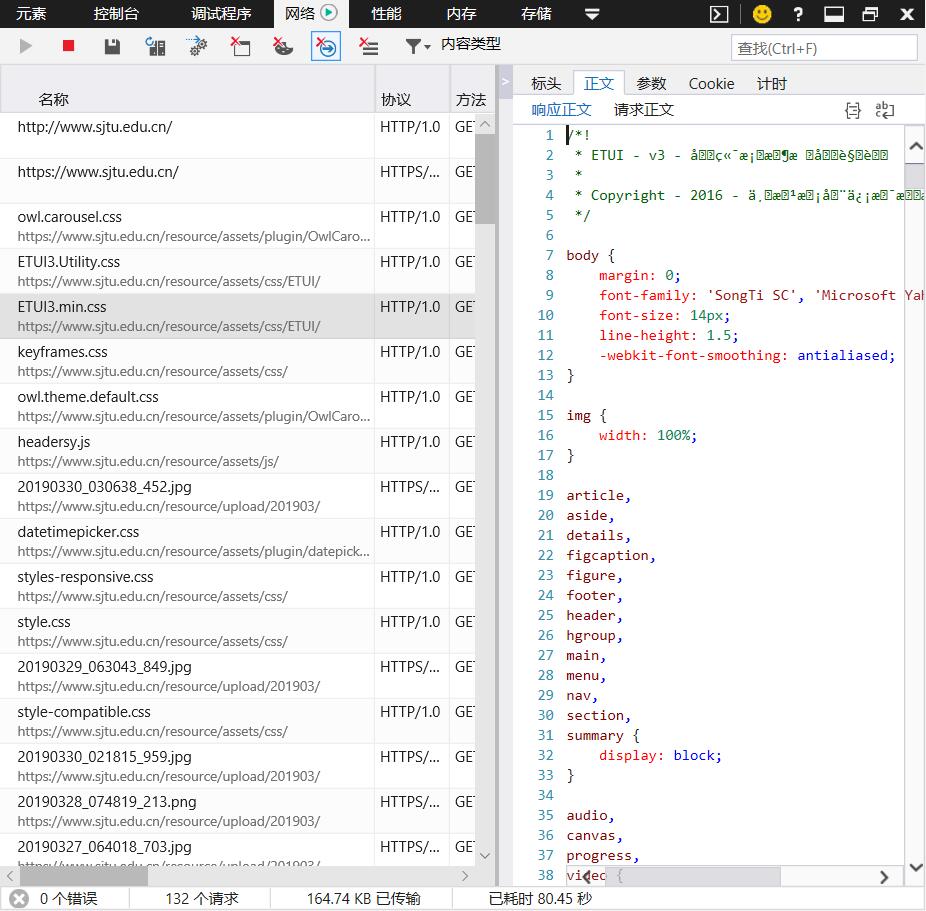 元素 控制台 调试程序 网络 性能 内存 存储
内容类型
查找(Ctrl+F)
名称 协议 方法
http://www.sjtu.edu.cn/ HTTP/1.0 GET
https://www.sjtu.edu.cn/ HTTPS/... GET
owl.carousel.css HTTP/1.0 GET
https://www.sjtu.edu.cn/resource/assets/plugin/OwlCaro...
ETUI3.Utility.css HTTP/1.0 GET
https://www.sjtu.edu.cn/resource/assets/css/ETUI/
ETUI3.min.css HTTP/1.0 GET
https://www.sjtu.edu.cn/resource/assets/css/ETUI/
keyframes.css HTTP/1.0 GET
https://www.sjtu.edu.cn/resource/assets/css/
owl.theme.default.css HTTP/1.0 GET
https://www.sjtu.edu.cn/resource/assets/plugin/OwlCaro...
headersy.js HTTP/1.0 GET
https://www.sjtu.edu.cn/resource/assets/js/
20190330_030638_452.jpg HTTPS/... GET
https://www.sjtu.edu.cn/resource/upload/201903/
datetimepicker.css HTTP/1.0 GET
https://www.sjtu.edu.cn/resource/assets/plugin/datepick...
styles-responsive.css HTTP/1.0 GET
https://www.sjtu.edu.cn/resource/assets/css/
style.css HTTP/1.0 GET
https://www.sjtu.edu.cn/resource/assets/css/
20190329_063043_849.jpg HTTPS/... GET
https://www.sjtu.edu.cn/resource/upload/201903/
style-compatible.css HTTP/1.0 GET
https://www.sjtu.edu.cn/resource/assets/css/
20190330_021815_959.jpg HTTPS/... GET
https://www.sjtu.edu.cn/resource/upload/201903/
20190328_074819_213.png HTTPS/... GET
https://www.sjtu.edu.cn/resource/upload/201903/
20190327_064018_703.jpg HTTPS/... GET
https://www.sjtu.edu.cn/resource/upload/201903/
标头 正文 参数 Cookie 计时
响应正文 请求正文
1 /*!
2 * ETUI - v3 -
3 *
4 * Copyright - 2016 -
5 */
6
7 body {
8 margin: 0;
9 font-family: 'SongTi SC', 'Microsoft Yah
10 font-size: 14px;
11 line-height: 1.5;
12 -webkit-font-smoothing: antialiased;
13 }
14
15 img {
16 width: 100%;
17 }
18
19 article,
20 aside,
21 details,
22 figcaption,
23 figure,
24 footer,
25 header,
26 hgroup,
27 main,
28 menu,
29 nav,
30 section,
31 summary {
32 display: block;
33 }
34
35 audio,
36 canvas,
37 progress,
38 video {
0 个错误 132 个请求 164.74 KB 已传输 已耗时 80.45 秒